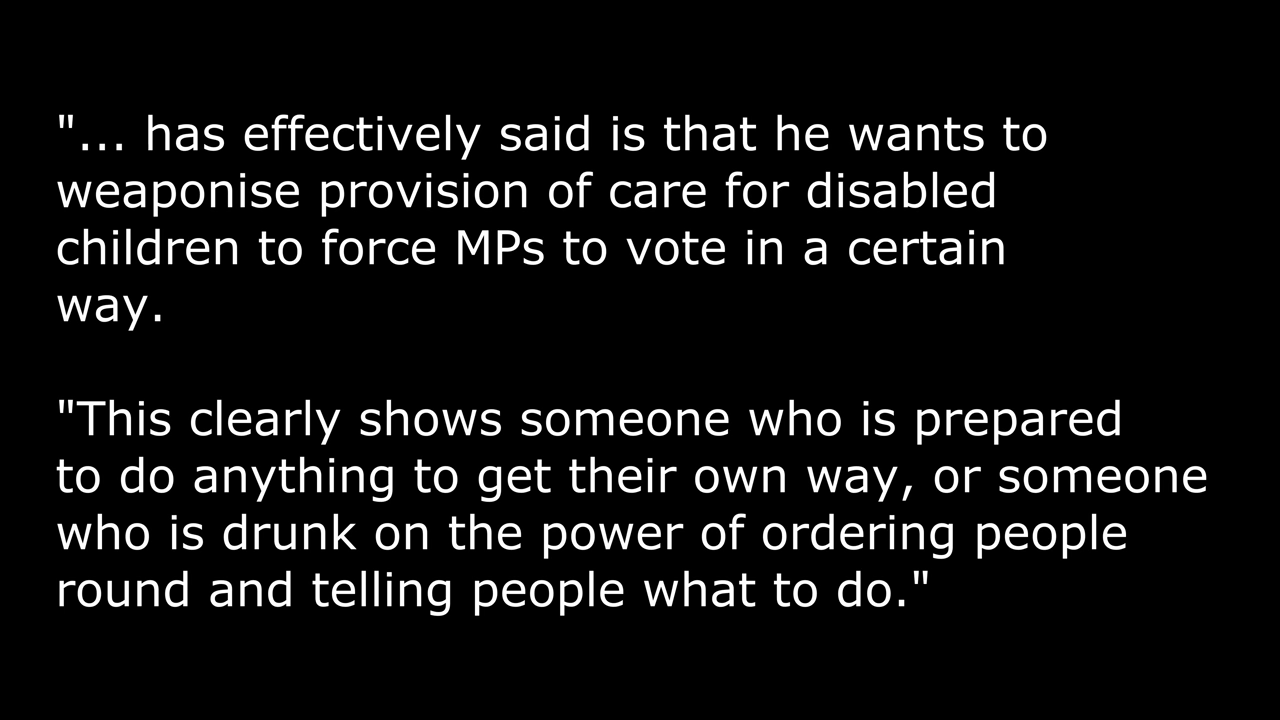 "... has effectively said is that he wants to
weaponise provision of care for disabled
children to force MPs to vote in a certain
way.
"This clearly shows someone who is prepared
to do anything to get their own way, or someone
who is drunk on the power of ordering people
round and telling people what to do."